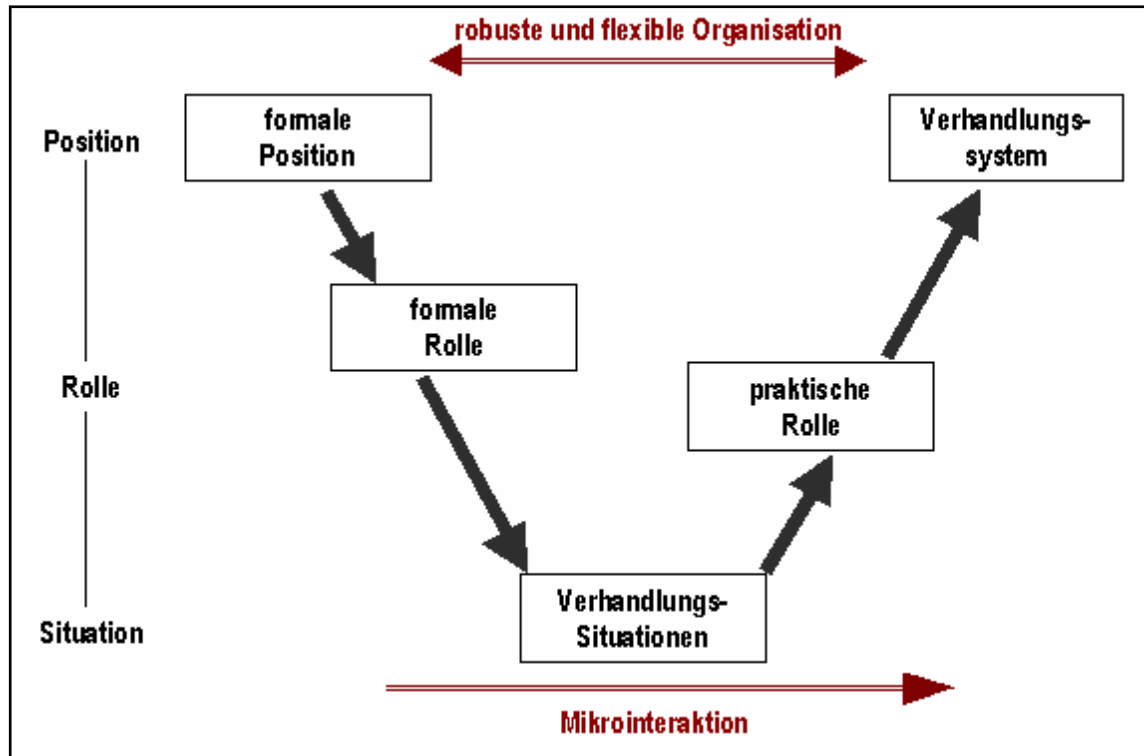 robuste und flexible Organisation
Position
formale
Position
Verhandlungs-
system
formale
Rolle
Rolle
praktische
Rolle
Verhandlungs-
Situationen
Situation
Mikrointeraktion